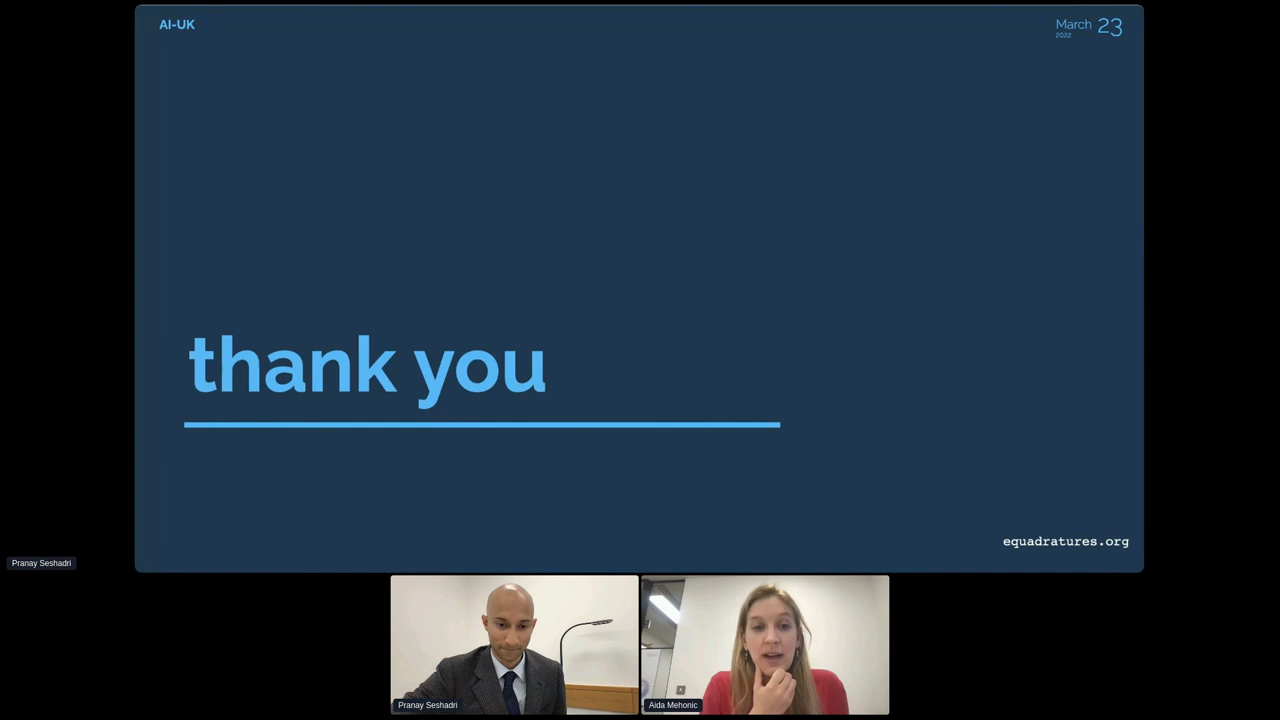 AI-UK
March 23
2022
thank you
equadratures.org
Pranay Seshadri
Pranay Seshadri
Aida Mehonic